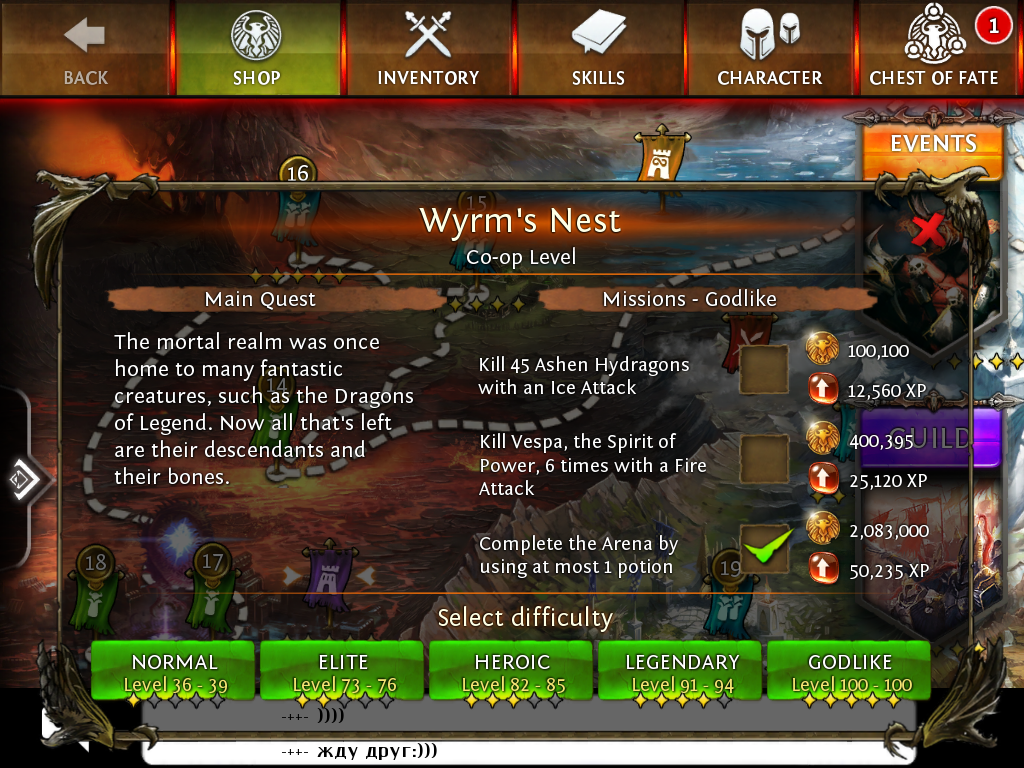 BACK
SHOP
INVENTORY
SKILLS
CHARACTER
CHEST OF FATE
1
EVENTS
16
15
Wyrm's Nest
Co-op Level
Main Quest
Missions - Godlike
The mortal realm was once
home to many fantastic
creatures, such as the Dragons
of Legend. Now all that's left
are their descendants and
their bones.
14
Kill 45 Ashen Hydragons
with an Ice Attack
100,100
12,560 XP
GUILD
Kill Vespa, the Spirit of
Power, 6 times with a Fire
Attack
400,395
25,120 XP
Complete the Arena by
using at most 1 potion
2,083,000
50,235 XP
18
17
19
Select difficulty
NORMAL
Level 36 - 39
ELITE
Level 73 - 76
HEROIC
Level 82 - 85
LEGENDARY
Level 91 - 94
GODLIKE
Level 100 - 100
-++- ))))
-++- жду друг:)))